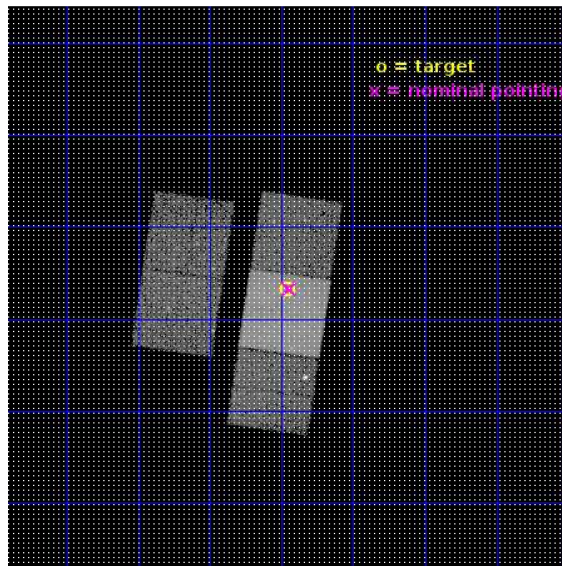 o = target
x = nominal pointing